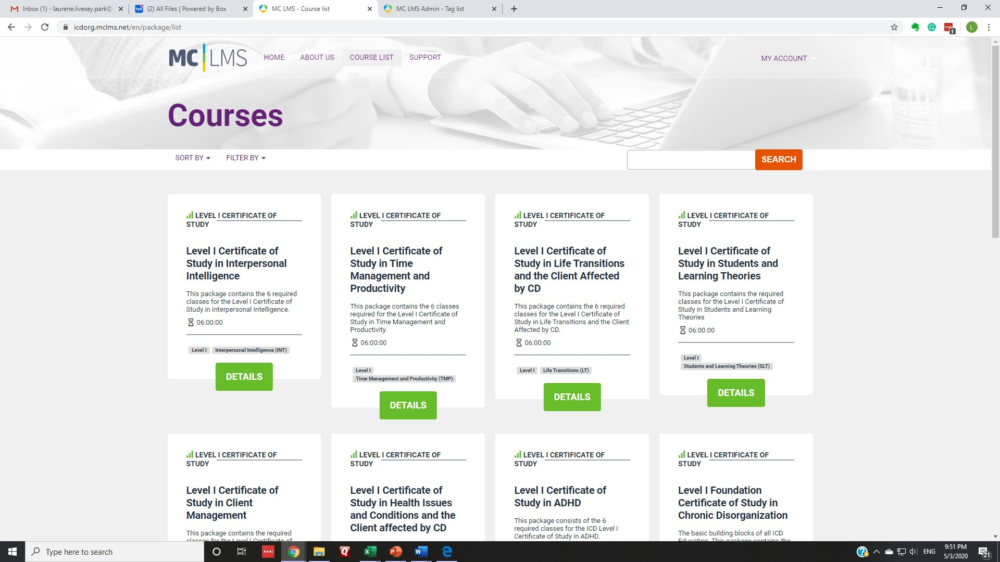 Inbox (1) - laurene.livesey.park@
(2) All Files | Powered by Box
MC LMS - Course list
MC LMS Admin - Tag list
icdorg.mclms.net/en/package/list
1
L
MC LMS
HOME
ABOUT US
COURSE LIST
SUPPORT
MY ACCOUNT
Courses
SORT BY
FILTER BY
SEARCH
LEVEL I CERTIFICATE OF
STUDY
Level I Certificate of
Study in Interpersonal
Intelligence
This package contains the 6 required
classes for the Level I Certificate of
Study in Interpersonal Intelligence.
06:00:00
Level I
Interpersonal Intelligence (INT)
DETAILS
LEVEL I CERTIFICATE OF
STUDY
Level I Certificate of
Study in Time
Management and
Productivity
This package contains the 6 classes
required for the Level I Certificate of
Study in Time Management and
Productivity.
06:00:00
Level I
Time Management and Productivity (TMP)
DETAILS
LEVEL I CERTIFICATE OF
STUDY
Level I Certificate of
Study in Life Transitions
and the Client Affected
by CD
This package contains the 6 required
classes for the Level I Certificate of
Study in Life Transitions and the Client
Affected by CD.
06:00:00
Level I
Life Transitions (LT)
DETAILS
LEVEL I CERTIFICATE OF
STUDY
Level I Certificate of
Study in Students and
Learning Theories
This package contains the required
classes for the Level I Certificate of
Study in Students and Learning
Theories
06:00:00
Level I
Students and Learning Theories (SLT)
DETAILS
LEVEL I CERTIFICATE OF
STUDY
Level I Certificate of
Study in Client
Management
This package contains the required
classes for the Level I Certificate of
LEVEL I CERTIFICATE OF
STUDY
Level I Certificate of
Study in Health Issues
and Conditions and the
Client affected by CD
LEVEL I CERTIFICATE OF
STUDY
Level I Certificate of
Study in ADHD
This package consists of the 6
required classes for the ICD Level I
Certificate of Study in ADHD.
LEVEL I CERTIFICATE OF
STUDY
Level I Foundation
Certificate of Study in
Chronic Disorganization
The basic building blocks of all ICD
Education. This package contains the
Type here to search
ENG
9:51 PM
5/3/2020
21